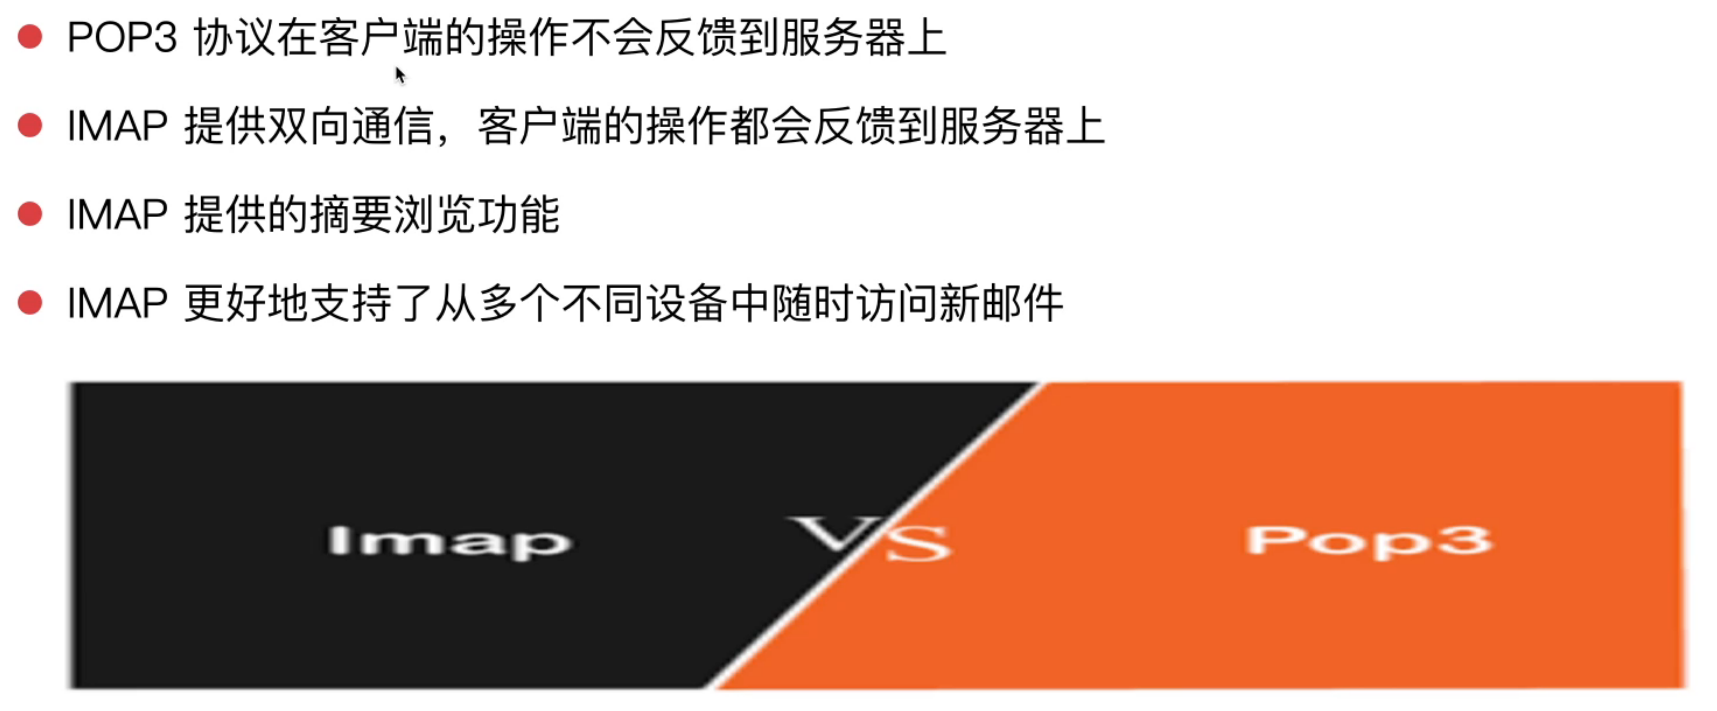 POP3 协议在客户端的操作不会反馈到服务器上
IMAP 提供双向通信，客户端的操作都会反馈到服务器上
IMAP 提供的摘要浏览功能
IMAP 更好地支持了从多个不同设备中随时访问新邮件
Imap VS Pop3